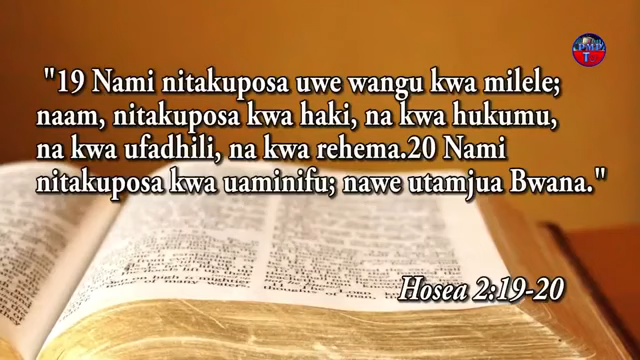 PMP
T
"19 Nami nitakuposa uwe wangu kwa milele;
naam, nitakuposa kwa haki, na kwa hukumu,
na kwa ufadhili, na kwa rehema.20 Nami
nitakuposa kwa uaminifu; nawe utamjua Bwana."
Hosea 2:19-20